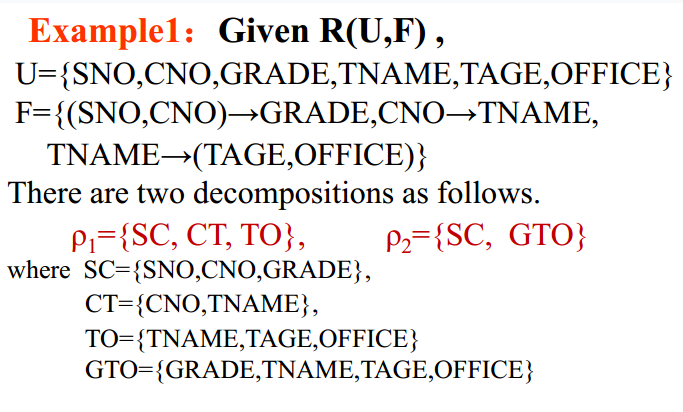 Example1：Given R(U,F) ,
U={SNO,CNO,GRADE,TNAME,TAGE,OFFICE}
F={(SNO,CNO)→GRADE,CNO→TNAME,
TNAME→(TAGE,OFFICE)}
There are two decompositions as follows.
ρ₁={SC, CT, TO}, ρ₂={SC, GTO}
where SC={SNO,CNO,GRADE},
CT={CNO,TNAME},
TO={TNAME,TAGE,OFFICE}
GTO={GRADE,TNAME,TAGE,OFFICE}